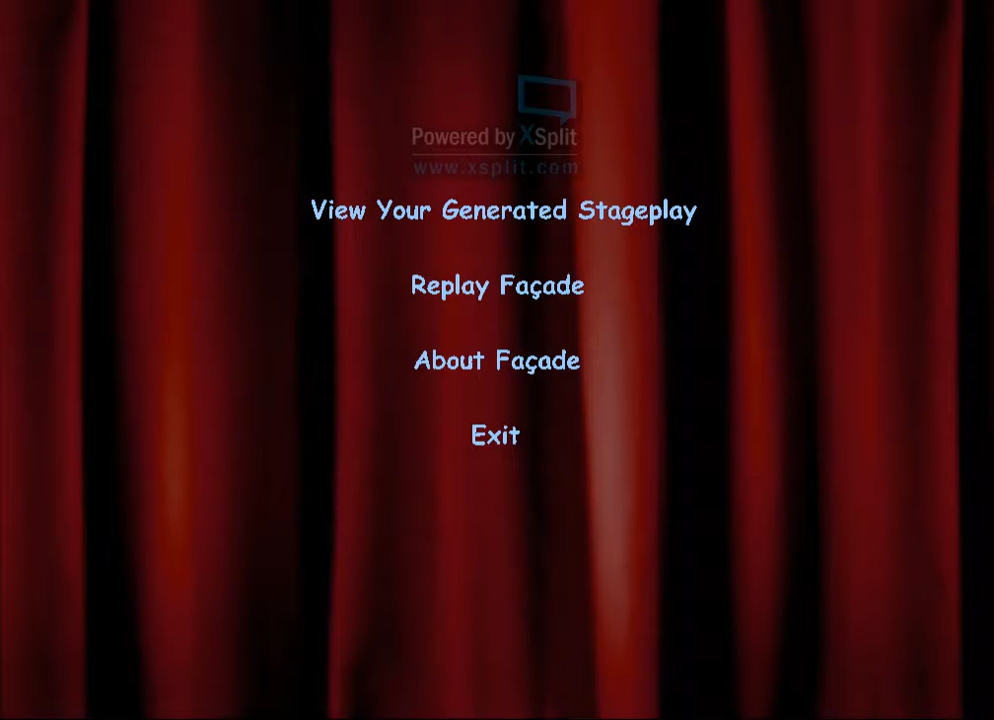 Powered by XSplit
www.xsplit.com
View Your Generated Stageplay
Replay Façade
About Façade
Exit